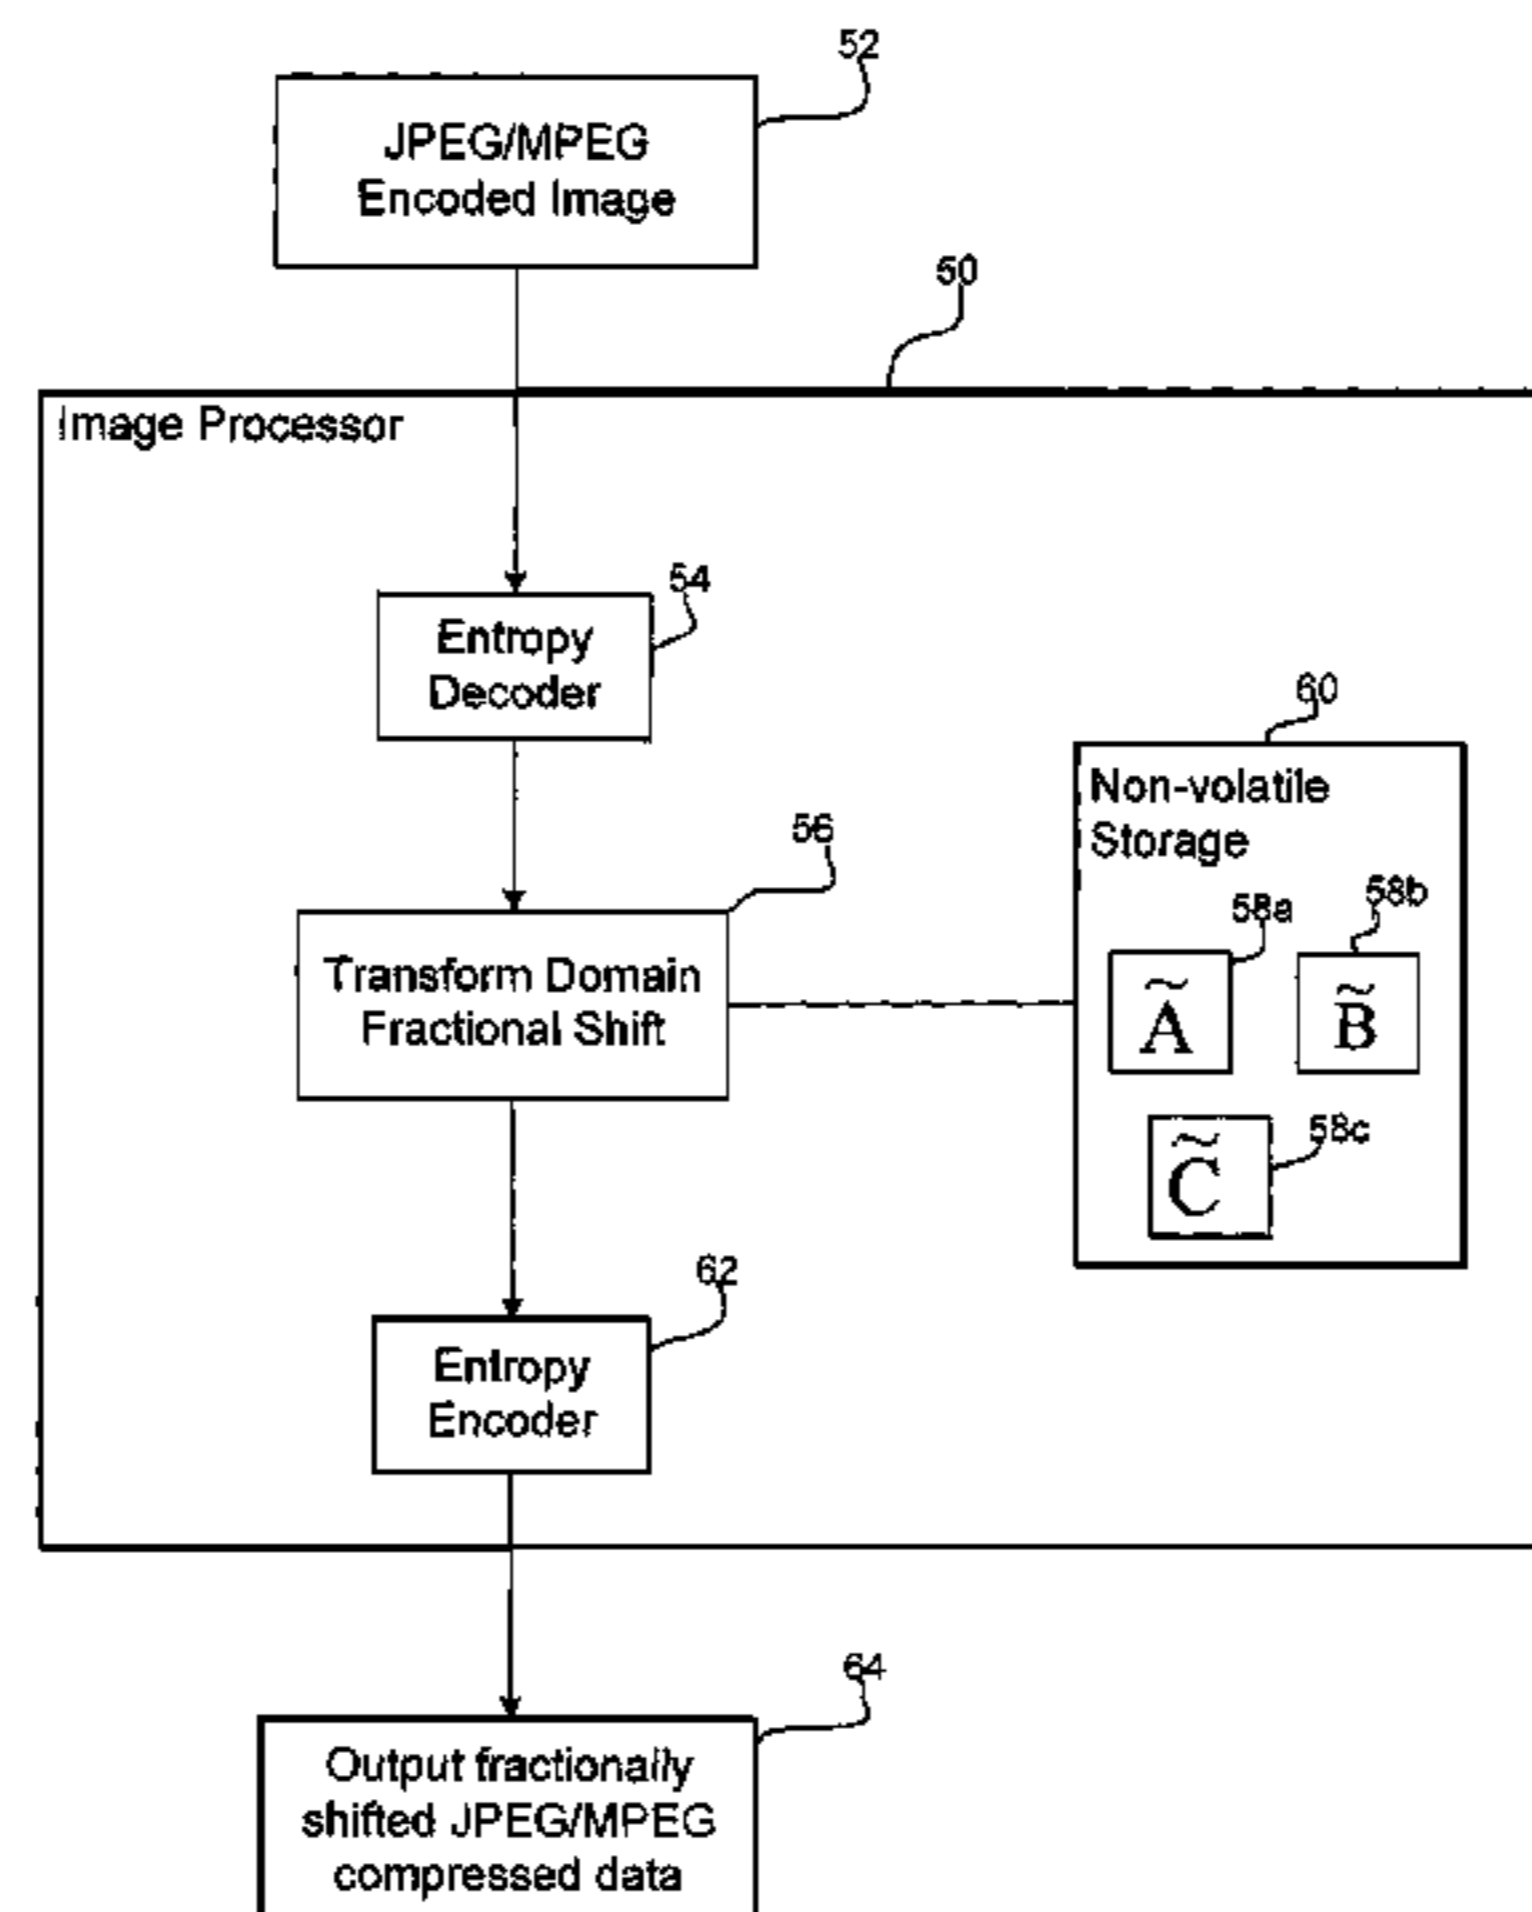 52
JPEG/MPEG
Encoded Image
50
Image Processor
54
Entropy
Decoder
60
Non-volatile
Storage
56
58a
58b
Transform Domain
Fractional Shift
Ã
B̃
58c
C̃
62
Entropy
Encoder
64
Output fractionally
shifted JPEG/MPEG
compressed data